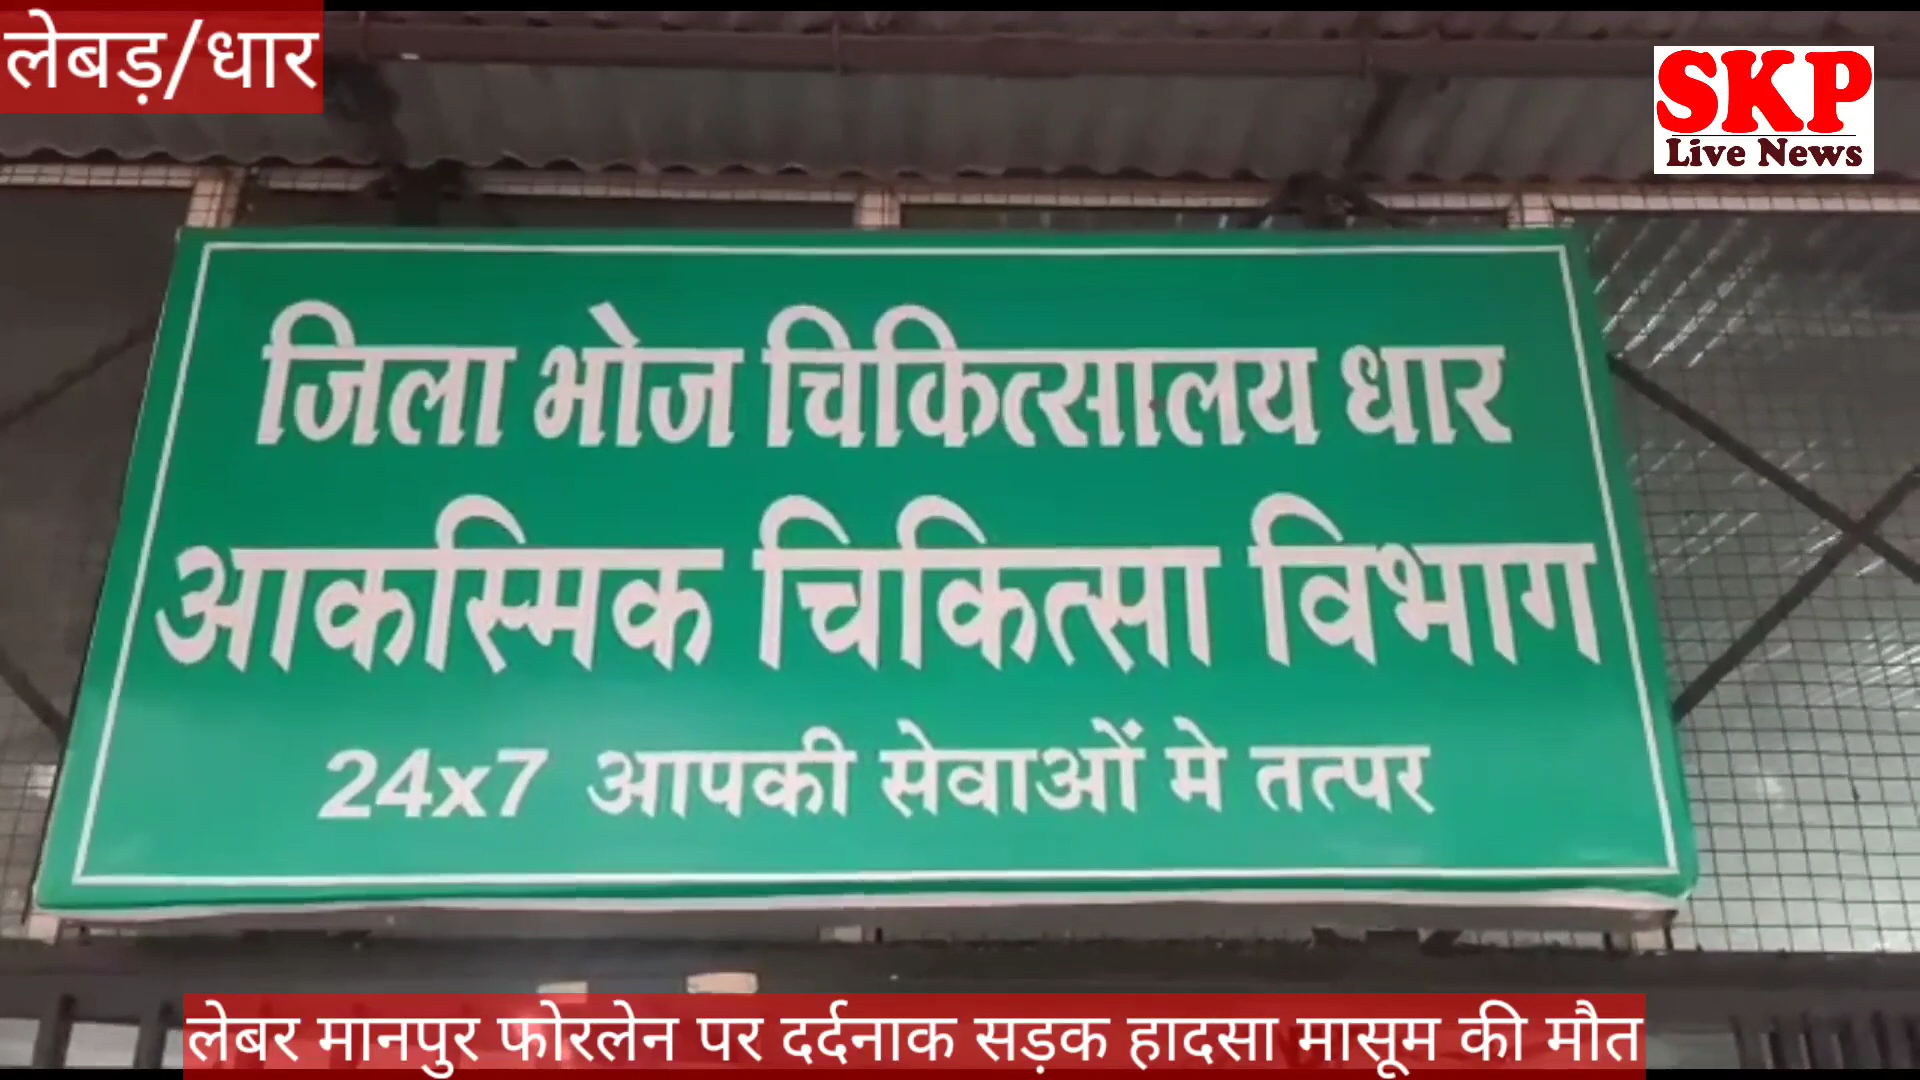 लेबड़/धार
SKP
Live News
जिला भोज चिकित्सालय धार
आकस्मिक चिकित्सा विभाग
24x7 आपकी सेवाओं मे तत्पर
लेबर मानपुर फोरलेन पर दर्दनाक सड़क हादसा मासूम की मौत